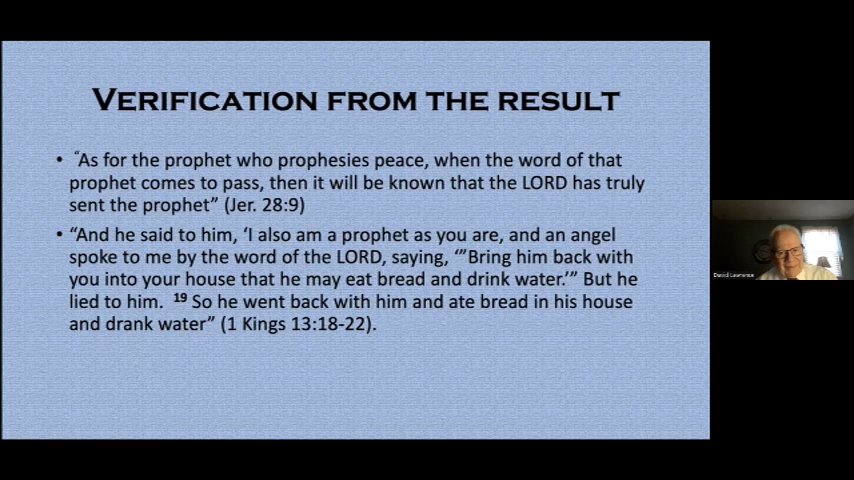 VERIFICATION FROM THE RESULT
• “As for the prophet who prophesies peace, when the word of that
prophet comes to pass, then it will be known that the LORD has truly
sent the prophet” (Jer. 28:9)
• “And he said to him, ‘I also am a prophet as you are, and an angel
spoke to me by the word of the LORD, saying, ‘”Bring him back with
you into your house that he may eat bread and drink water.’” But he
lied to him. 19 So he went back with him and ate bread in his house
and drank water” (1 Kings 13:18-22).
David Lawrence